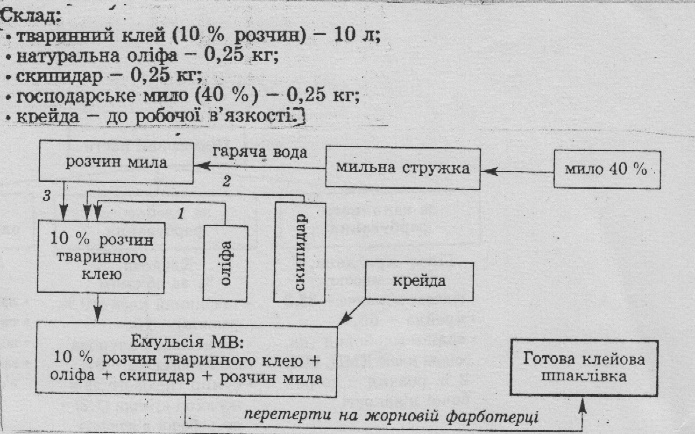 Склад:
• тваринний клей (10 % розчин) – 10 л;
• натуральна оліфа – 0,25 кг;
• скипидар – 0,25 кг;
• господарське мило (40 %) – 0,25 кг;
• крейда – до робочої в’язкості.
розчин мила
гаряча вода
мильна стружка
мило 40 %
3
2
1
10 % розчин
тваринного
клею
оліфа
скипидар
крейда
Емульсія МВ:
10 % розчин тваринного клею +
оліфа + скипидар + розчин мила
Готова клейова
шпаклівка
перетерти на жорновій фарботерці